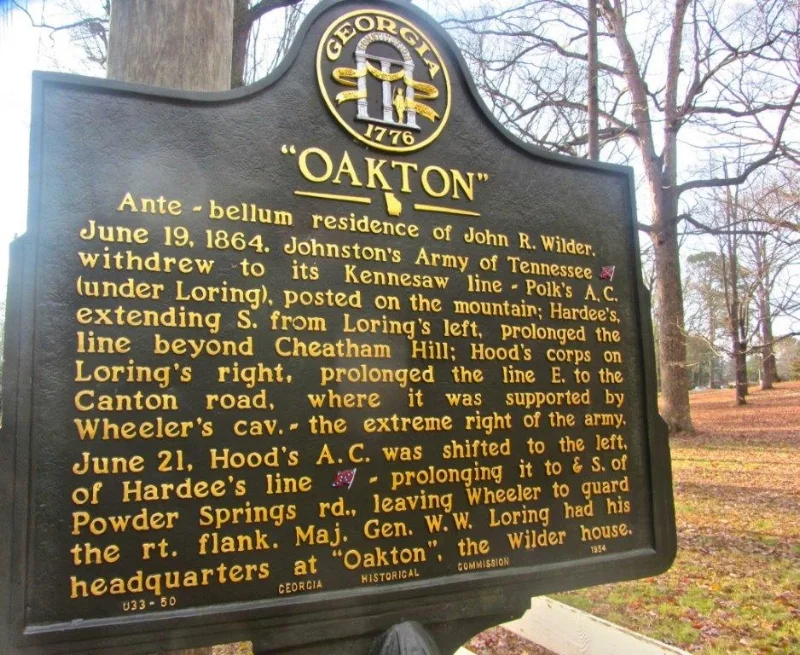 GEORGIA
1776
"OAKTON"
Ante-bellum residence of John R. Wilder.
June 19, 1864. Johnston's Army of Tennessee
withdrew to its Kennesaw line - Polk's A.C.
(under Loring), posted on the mountain; Hardee's,
extending S. from Loring's left, prolonged the
line beyond Cheatham Hill; Hood's corps on
Loring's right, prolonged the line E. to the
Canton road, where it was supported by
Wheeler's cav. - the extreme right of the army.
June 21, Hood's A.C. was shifted to the left,
of Hardee's line - prolonging it to & S. of
Powder Springs rd., leaving Wheeler to guard
the rt. flank. Maj. Gen. W.W. Loring had his
headquarters at "Oakton", the Wilder house.
033-50 GEORGIA HISTORICAL COMMISSION 1954